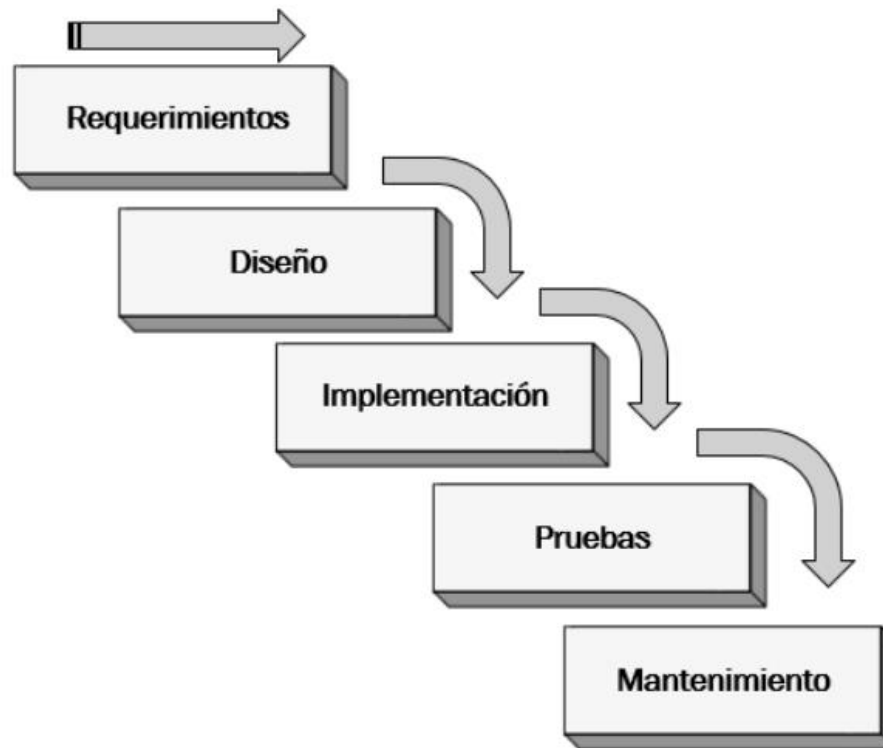 Requerimientos
Diseño
Implementación
Pruebas
Mantenimiento